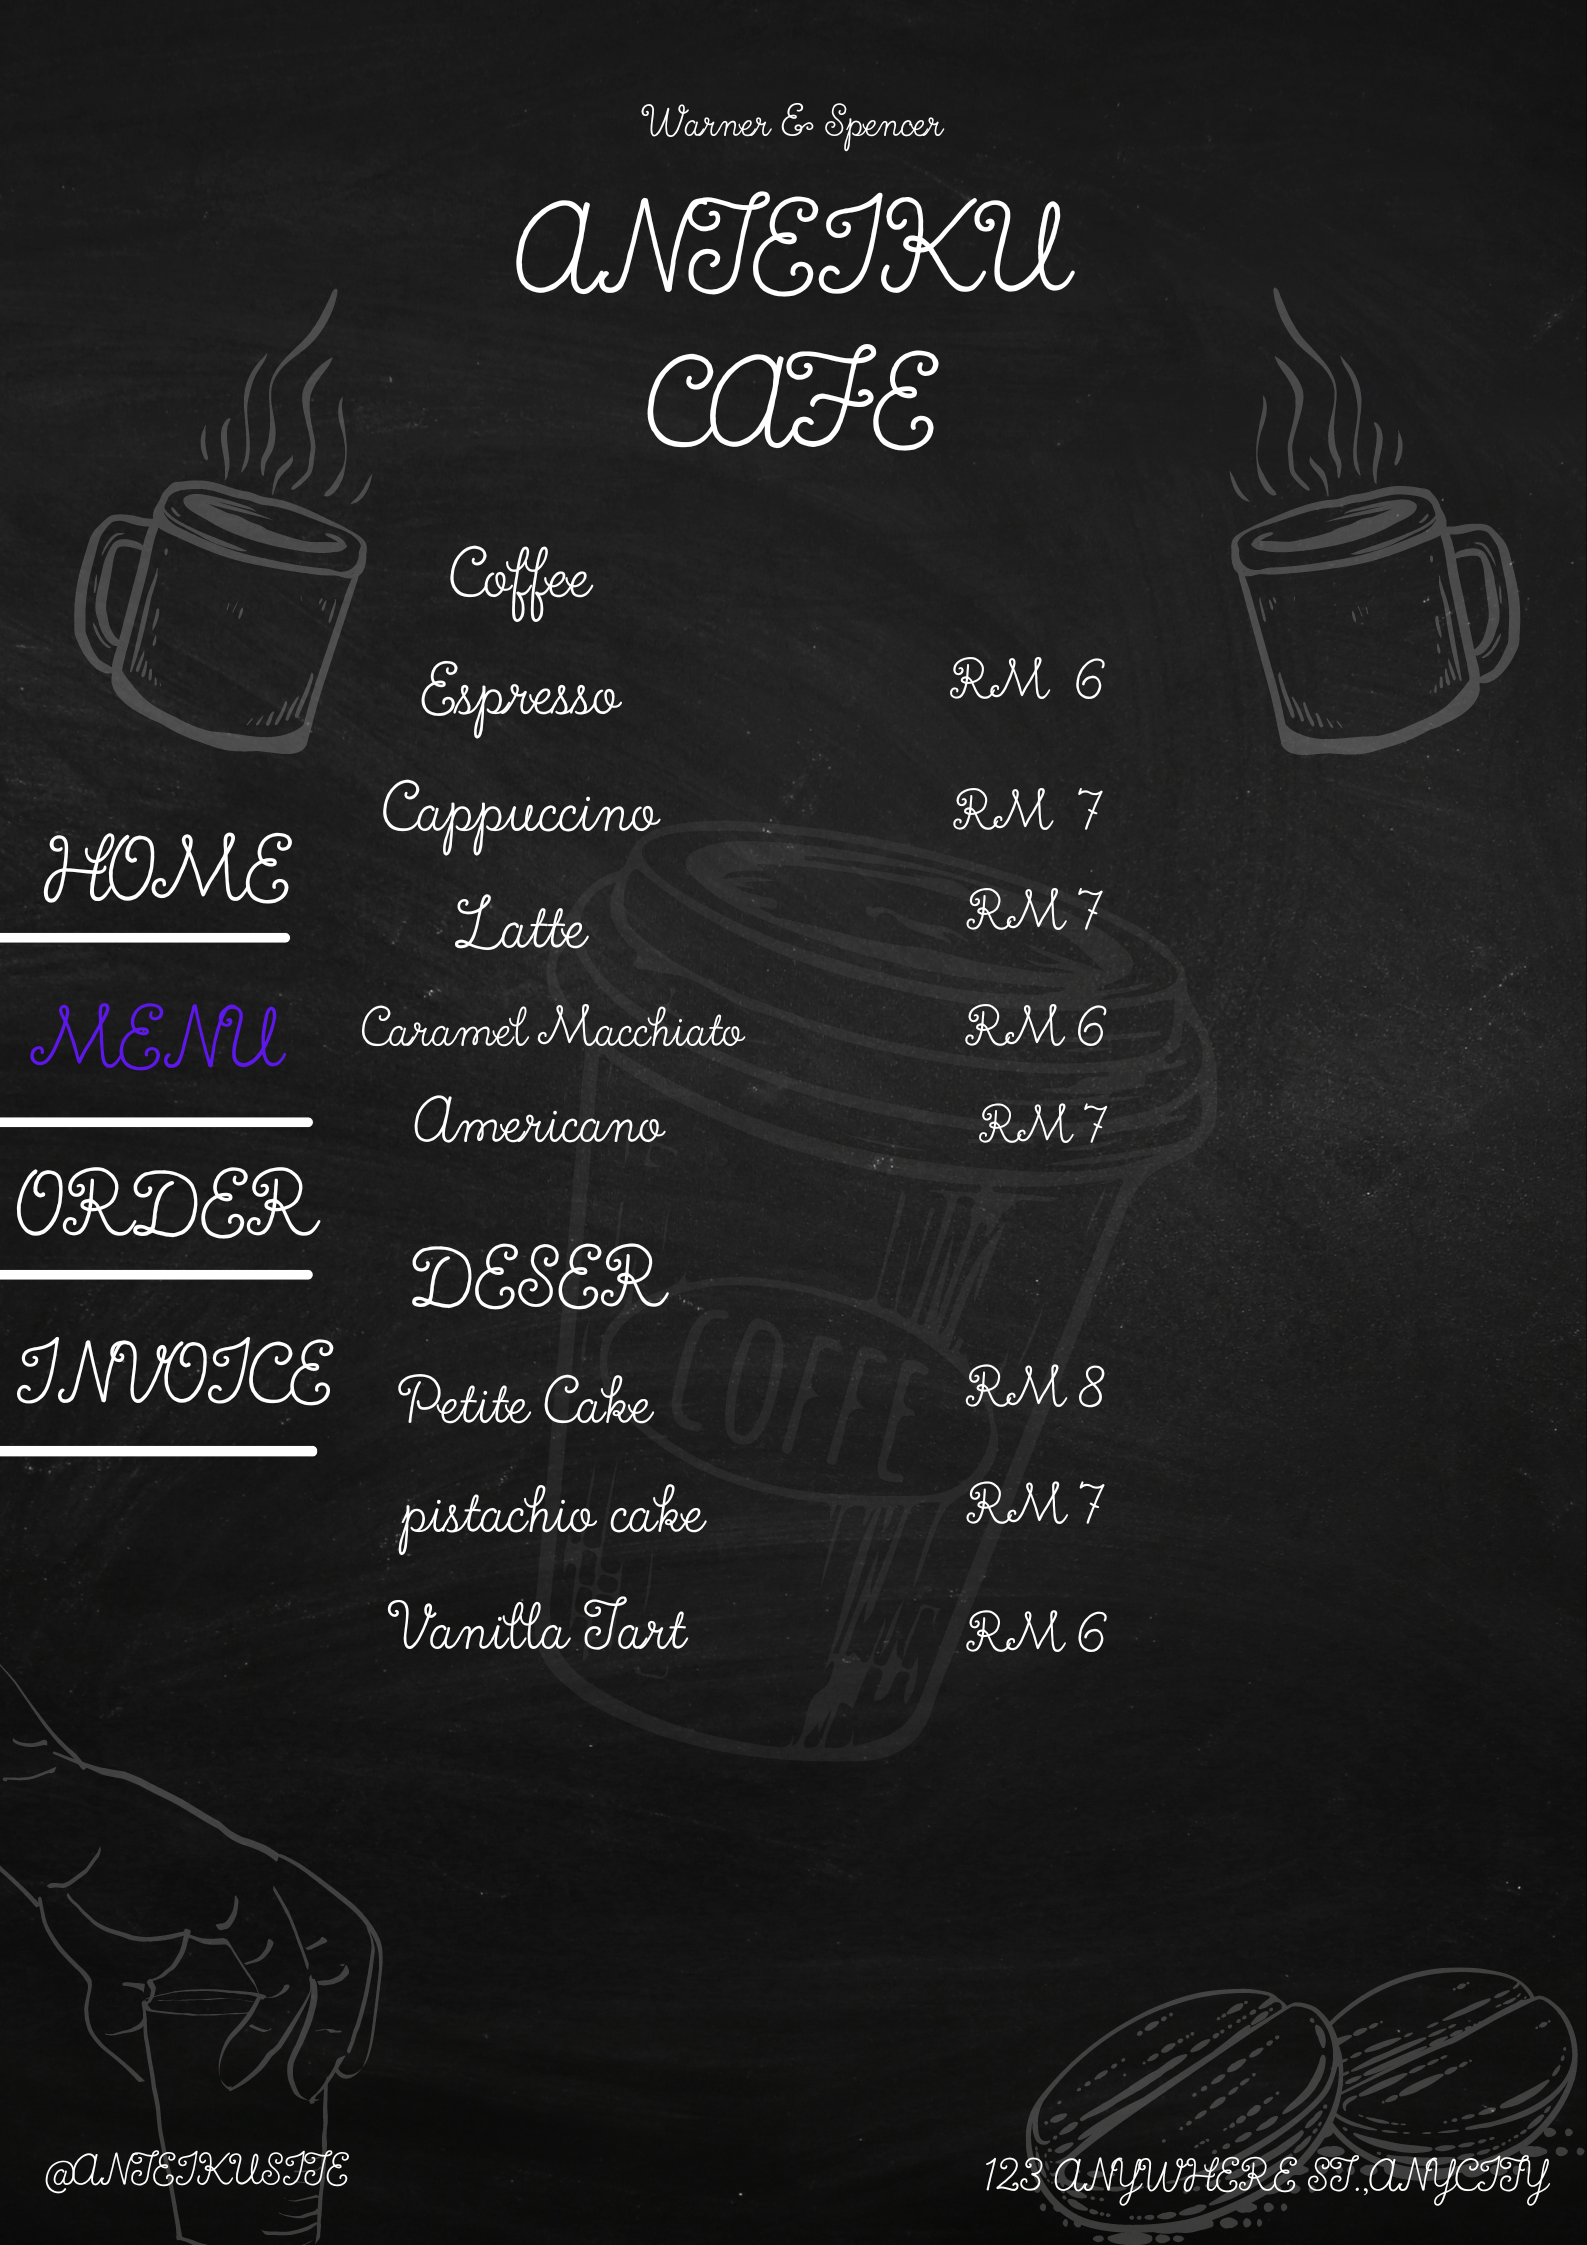 Warner & Spencer
ANTEIKU
CAFE
Coffee
Espresso RM 6
Cappuccino RM 7
HOME
Latte RM 7
MENU
Caramel Macchiato RM 6
Americano RM 7
ORDER
DESER
INVOICE
Petite Cake RM 8
COFFE
pistachio cake RM 7
Vanilla Tart RM 6
@ANTEIKUSITE
123 ANYWHERE ST.,ANYCITY